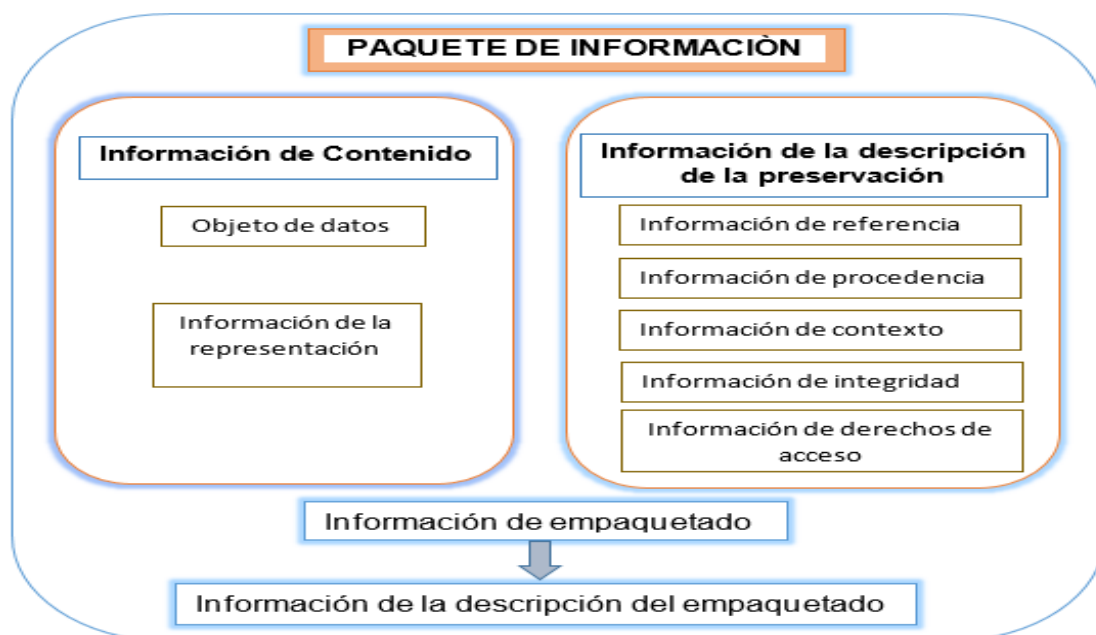 PAQUETE DE INFORMACIÒN
Información de Contenido
Objeto de datos
Información de la
representación
Información de la descripción
de la preservación
Información de referencia
Información de procedencia
Información de contexto
Información de integridad
Información de derechos de
acceso
Información de empaquetado
Información de la descripción del empaquetado